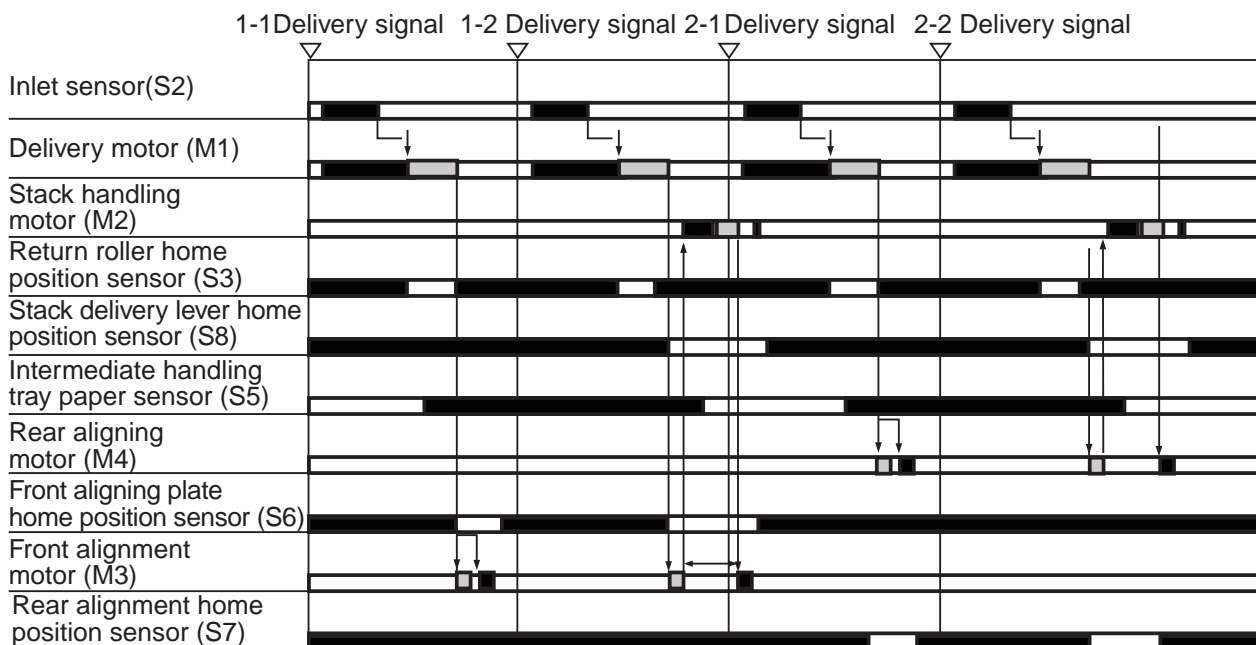 1-1Delivery signal 1-2 Delivery signal 2-1Delivery signal 2-2 Delivery signal
Inlet sensor(S2)
Delivery motor (M1)
Stack handling
motor (M2)
Return roller home
position sensor (S3)
Stack delivery lever home
position sensor (S8)
Intermediate handling
tray paper sensor (S5)
Rear aligning
motor (M4)
Front aligning plate
home position sensor (S6)
Front alignment
motor (M3)
Rear alignment home
position sensor (S7)